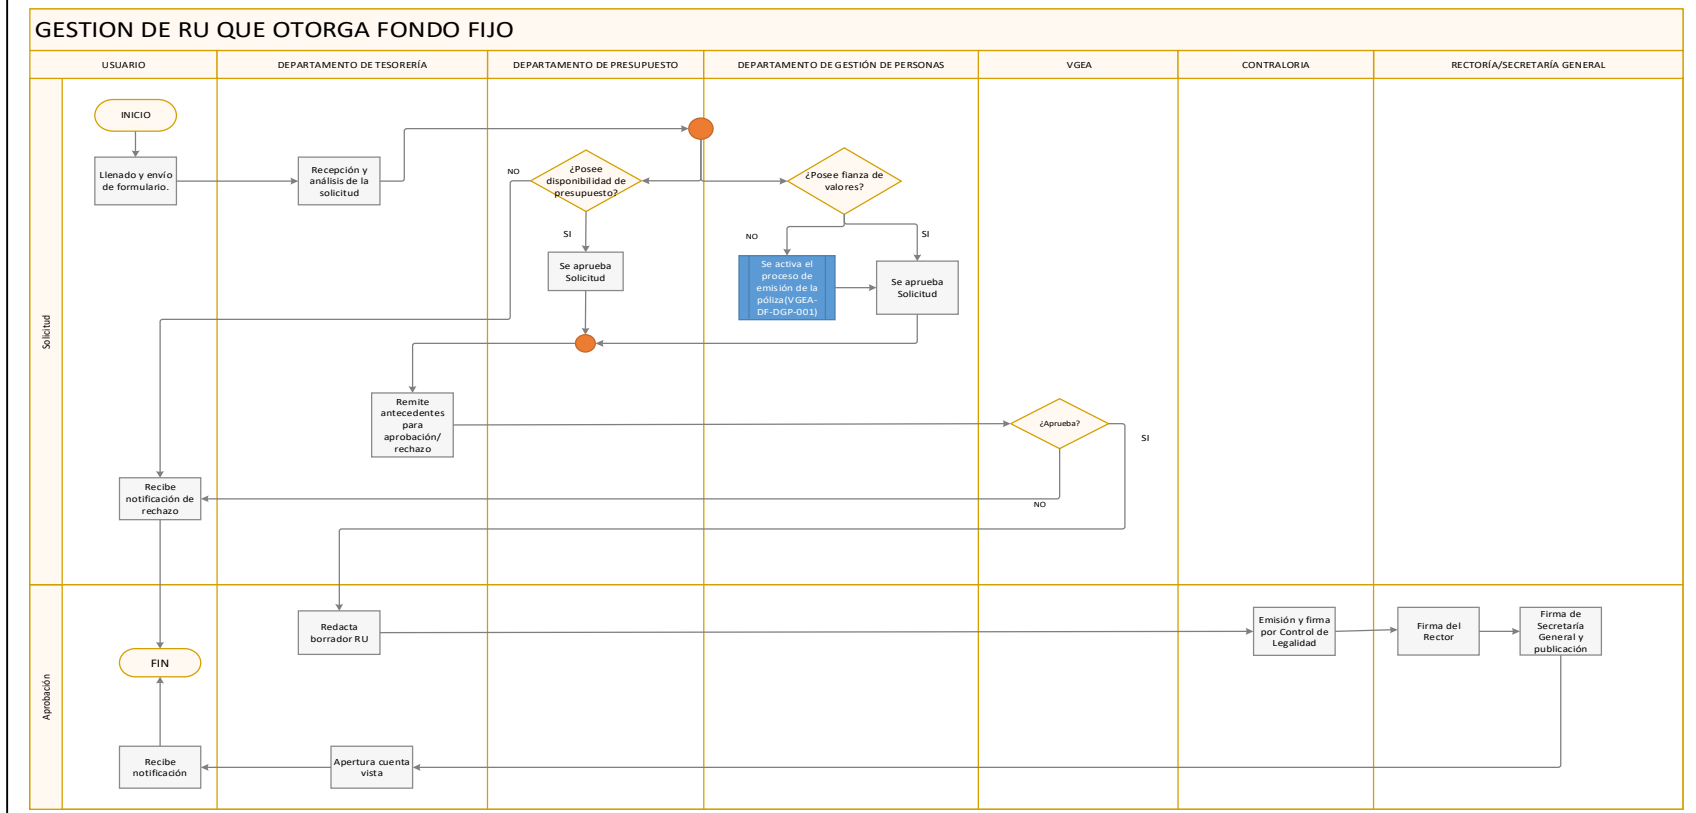 GESTION DE RU QUE OTORGA FONDO FIJO
USUARIO
DEPARTAMENTO DE TESORERÍA
DEPARTAMENTO DE PRESUPUESTO
DEPARTAMENTO DE GESTIÓN DE PERSONAS
VGEA
CONTRALORIA
RECTORÍA/SECRETARÍA GENERAL
Solicitud
INICIO
Llenado y envío
de formulario.
Recepción y
análisis de la
solicitud
¿Posee
disponibilidad de
presupuesto?
NO
SI
Se aprueba
Solicitud
¿Posee fianza de
valores?
NO
SI
Se activa el
proceso de
emisión de la
póliza(VGEA-
DF-DGP-001)
Se aprueba
Solicitud
Remite
antecedentes
para
aprobación/
rechazo
¿Aprueba?
SI
NO
Recibe
notificación de
rechazo
Aprobación
Redacta
borrador RU
Emisión y firma
por Control de
Legalidad
Firma del
Rector
Firma de
Secretaría
General y
publicación
FIN
Recibe
notificación
Apertura cuenta
vista